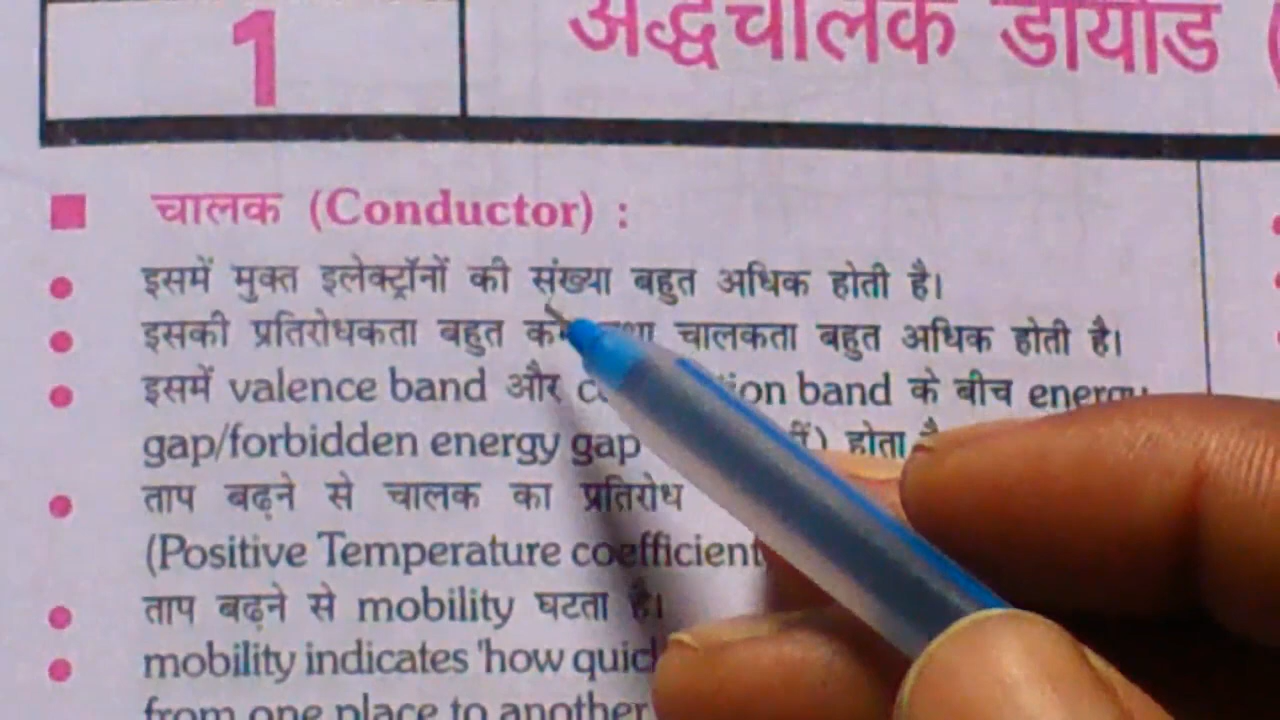 1
अर्द्धचालक डायोड (
■ चालक (Conductor) :
• इसमें मुक्त इलेक्ट्रॉनों की संख्या बहुत अधिक होती है।
• इसकी प्रतिरोधकता बहुत चालकता बहुत अधिक होती है।
• इसमें valence band और band के बीच energy
gap/forbidden energy gap होता
• ताप बढ़ने से चालक का प्रतिरोध
(Positive Temperature coefficient
• ताप बढ़ने से mobility घटता है।
• mobility indicates 'how
from one place to another